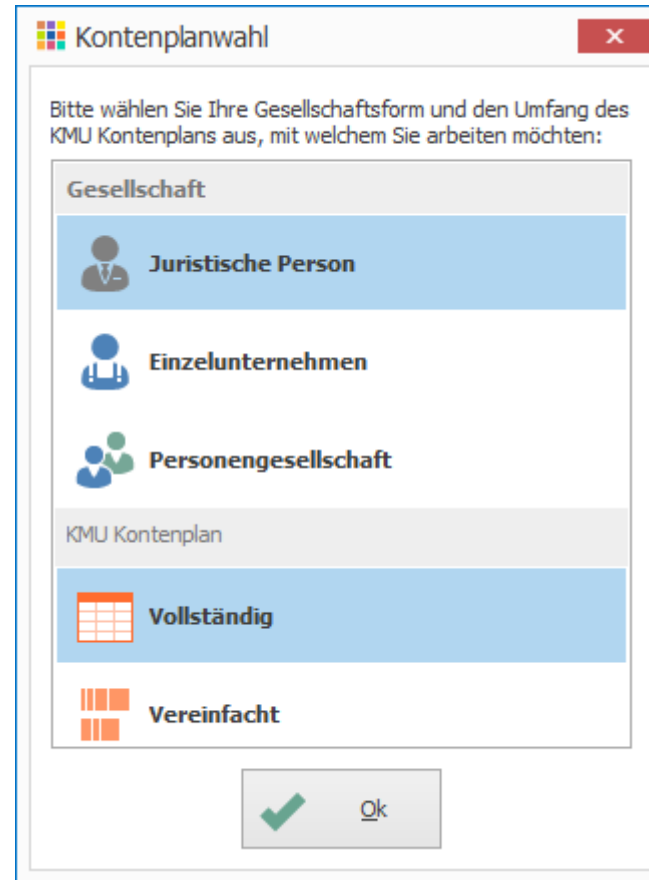 Kontenplanwahl
Bitte wählen Sie Ihre Gesellschaftsform und den Umfang des
KMU Kontenplans aus, mit welchem Sie arbeiten möchten:
Gesellschaft
Juristische Person
Einzelunternehmen
Personengesellschaft
KMU Kontenplan
Vollständig
Vereinfacht
Ok